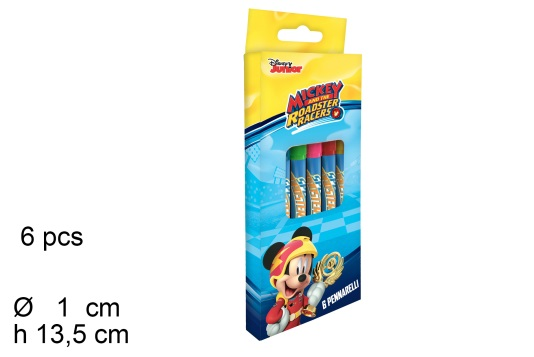 Disney
Junior
MICKEY
AND THE
ROADSTER
RACERS
6 PENNARELLI
6 pcs
Ø 1 cm
h 13,5 cm